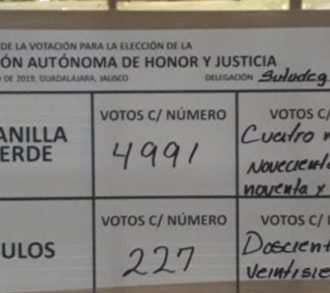 DE LA VOTACIÓN PARA LA ELECCIÓN DE LA
ÓN AUTÓNOMA DE HONOR Y JUSTICIA
DE 2019, GUADALAJARA, JALISCO DELEGACIÓN
ANILLA
ERDE
VOTOS C/ NÚMERO
4991
VOTOS C/
Cuatro m
Noveciento
noventa y
ULOS
VOTOS C/ NÚMERO
227
VOTOS C/
Doscient
Veintisie